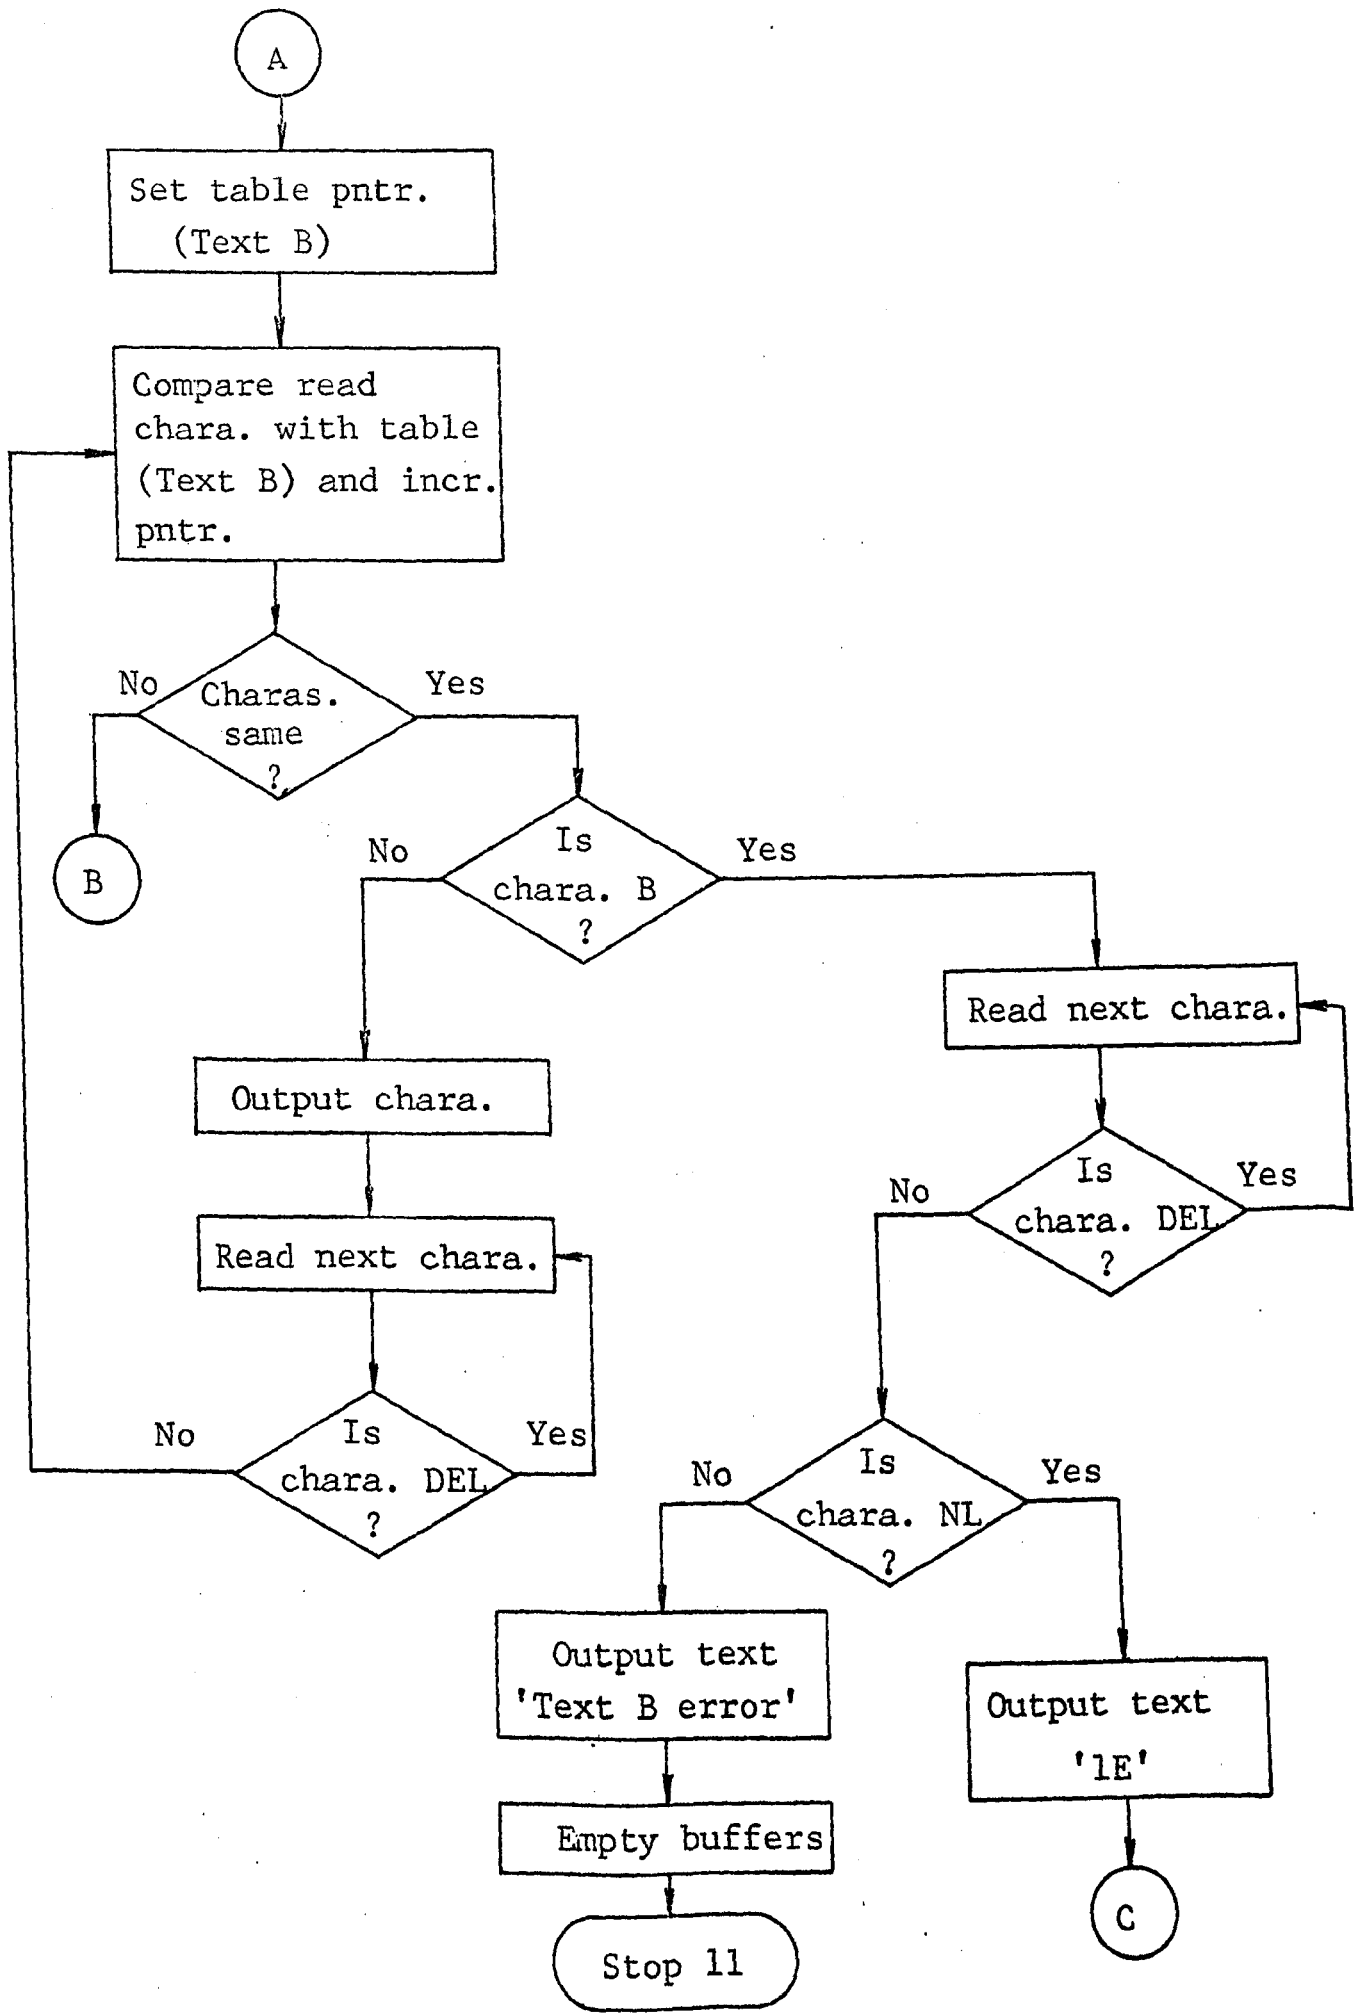 A
Set table pntr.
(Text B)
Compare read
chara. with table
(Text B) and incr.
pntr.
No
Charas.
same
?
Yes
B
No
Is
chara. B
?
Yes
Read next chara.
Output chara.
No
Is
chara. DEL
?
Yes
Read next chara.
No
Is
chara. DEL
?
Yes
No
Is
chara. NL
?
Yes
Output text
'Text B error'
Output text
'1E'
Empty buffers
C
Stop 11